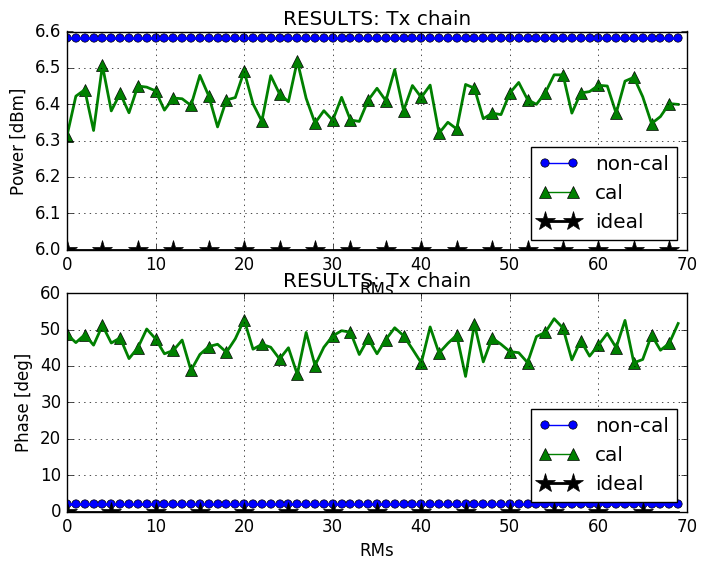 RESULTS: Tx chain
6.6
6.5
6.4
6.3
6.2
6.1
6.0
Power [dBm]
non-cal
cal
ideal
0 10 20 30 40 50 60 70
RMs
RESULTS: Tx chain
60
50
40
30
20
10
0
Phase [deg]
non-cal
cal
ideal
0 10 20 30 40 50 60 70
RMs